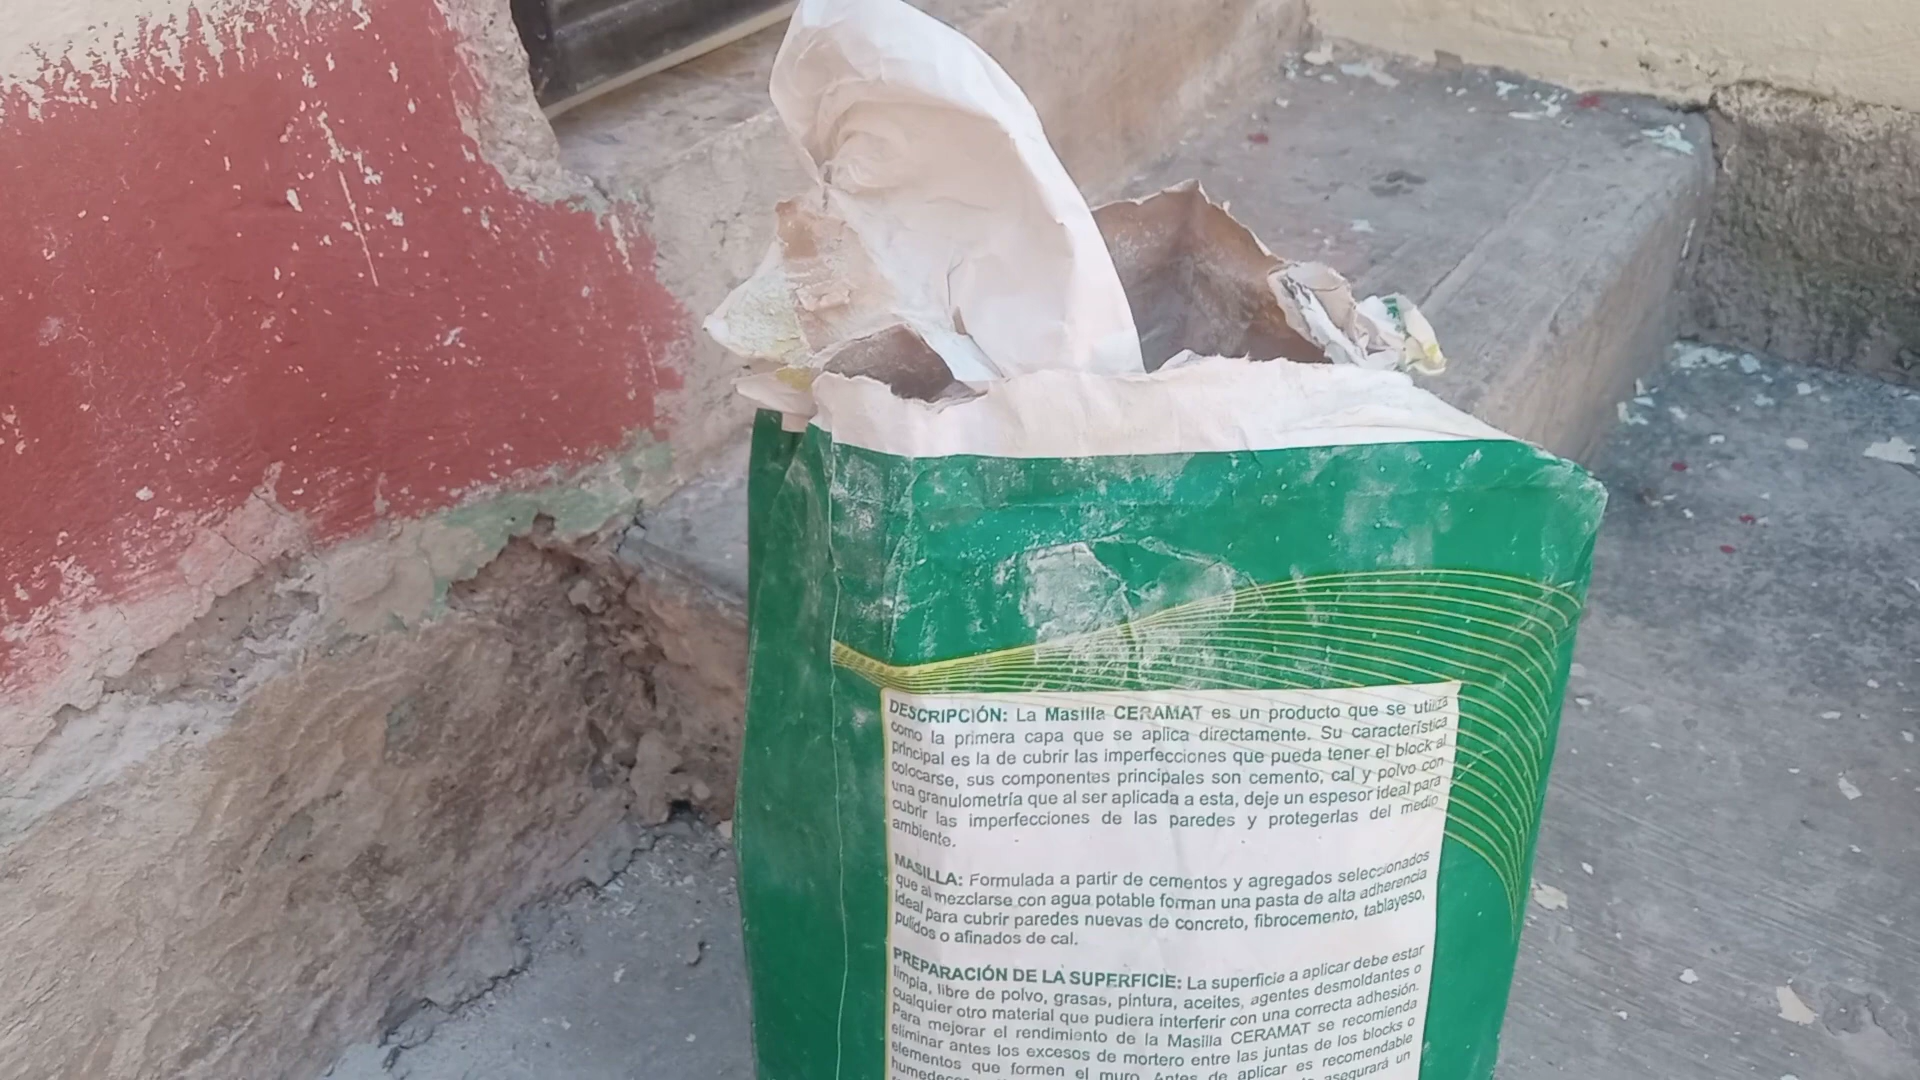 DESCRIPCIÓN: La Masilla CERAMAT es un producto que se utiliza
como la primera capa que se aplica directamente. Su característica
principal es la de cubrir las imperfecciones que pueda tener el block al
colocarse, sus componentes principales son cemento, cal y polvo con
una granulometría que al ser aplicada a esta, deje un espesor ideal para
cubrir las imperfecciones de las paredes y protegerlas del medio
ambiente.
MASILLA: Formulada a partir de cementos y agregados seleccionados
que al mezclarse con agua potable forman una pasta de alta adherencia
Ideal para cubrir paredes nuevas de concreto, fibrocemento, tablayeso,
pulidos o afinados de cal.
PREPARACIÓN DE LA SUPERFICIE: La superficie a aplicar debe estar
limpia, libre de polvo, grasas, pintura, aceites, agentes desmoldantes o
cualquier otro material que pudiera interferir con una correcta adhesión.
Para mejorar el rendimiento de la Masilla CERAMAT se recomienda
eliminar antes los excesos de mortero entre las juntas de los blocks o
elementos que formen el muro. Antes de aplicar es recomendable
asegurará un